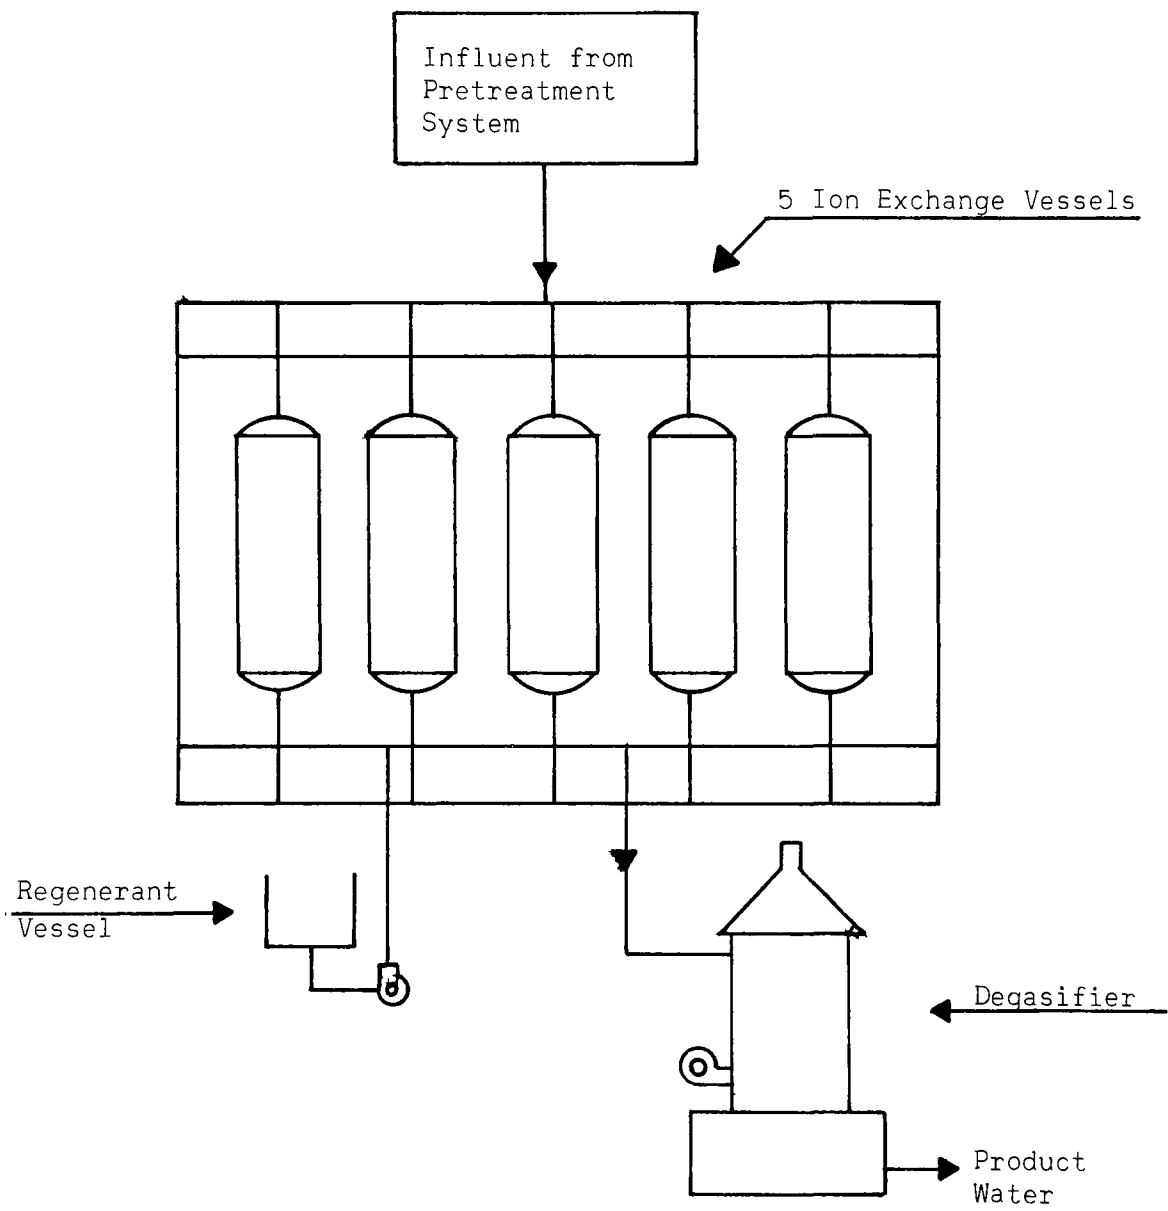 Influent from
Pretreatment
System
5 Ion Exchange Vessels
Regenerant
Vessel
Degasifier
Product
Water